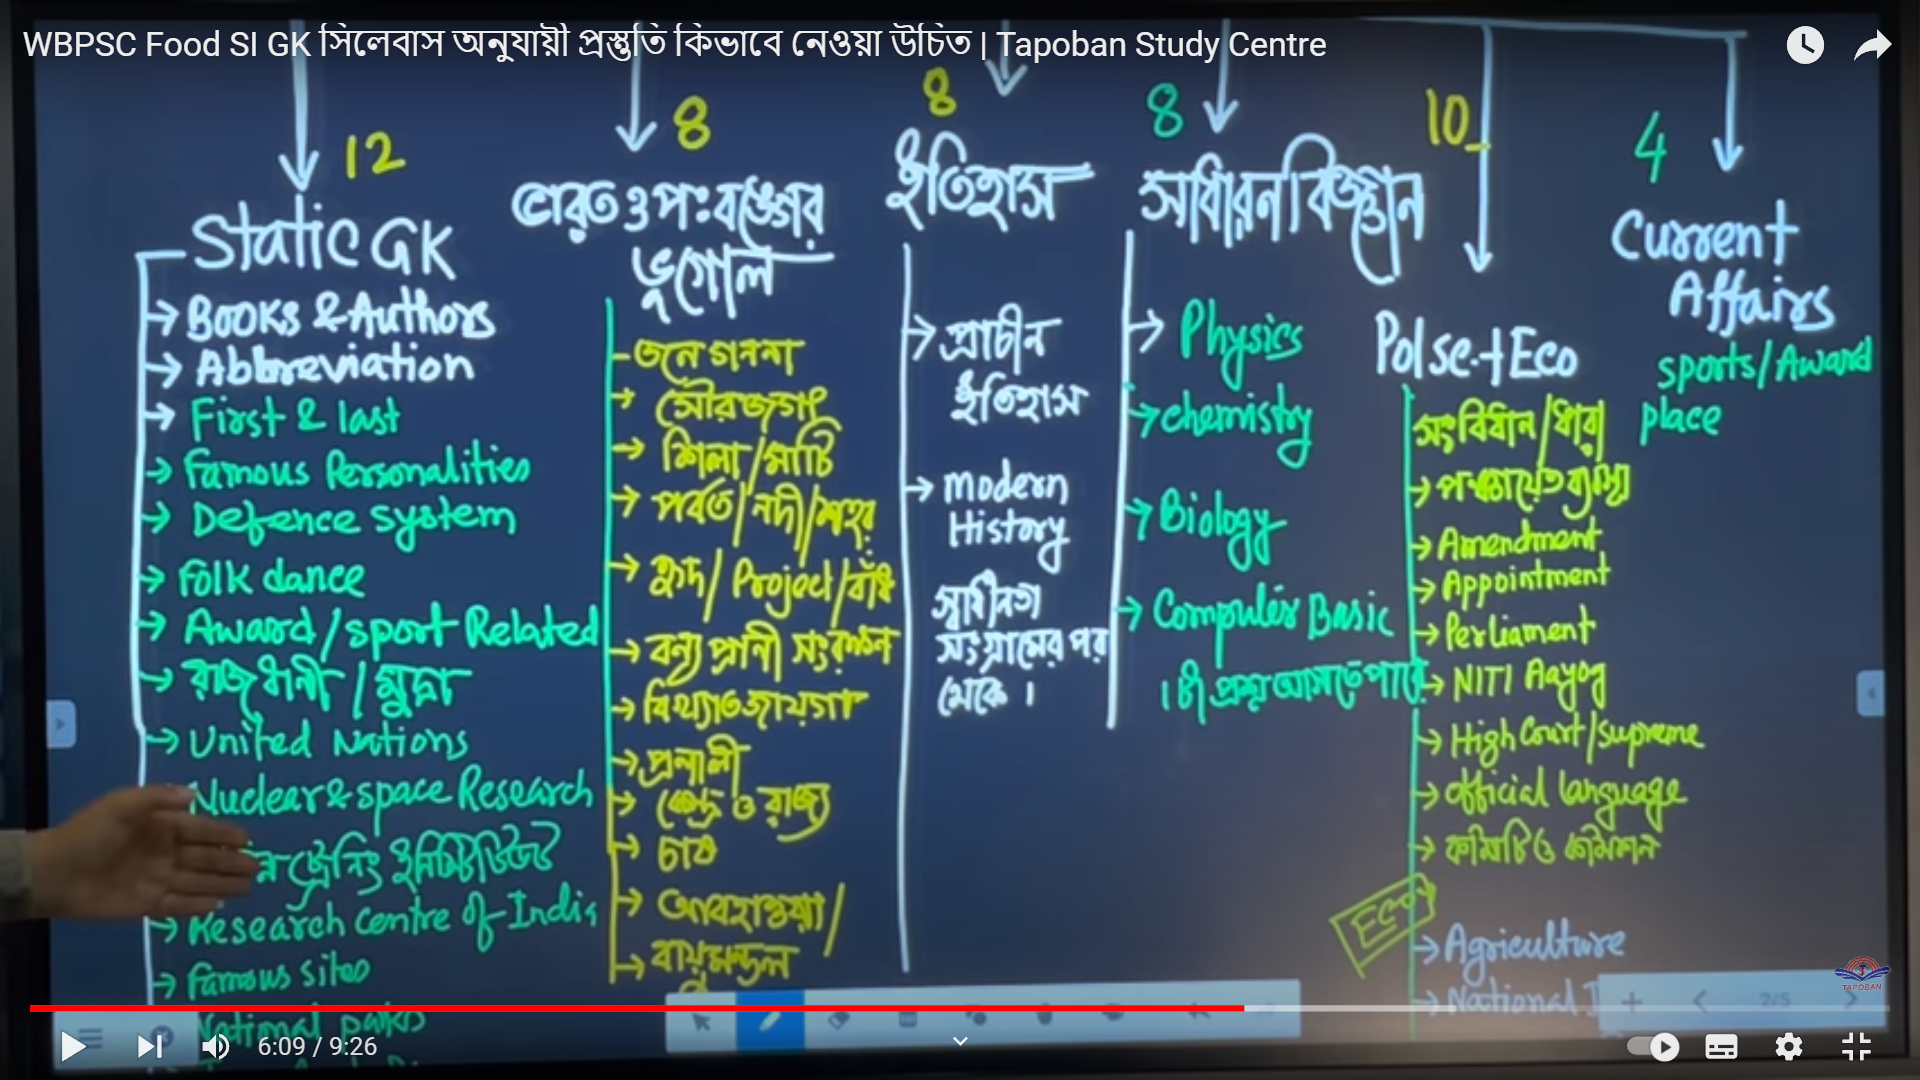 WBPSC Food SI GK সিলেবাস অনুযায়ী প্রস্তুতি কিভাবে নেওয়া উচিত | Tapoban Study Centre
12
Static GK
Books & Authors
Abbreviation
First & last
Famous Personalities
Defence system
Folk dance
Award/sport Related
রাজধানী/মুদ্রা
United Nations
Nuclear & space Research
ট্রেনিং
Research centre of India
Famous sites
National parks
8
ভারত ও পঃবঙ্গের
ভূগোল
জনগননা
সৌরজগৎ
শিলা/মাটি
পর্বত/নদী/শহর
হ্রদ/Project/বাঁধ
বন্য প্রানী সংরক্ষন
বিখ্যাত জায়গা
প্রনালী
কেন্দ্র ও রাজ্য
চাষ
আবহাওয়া/
বায়ুমন্ডল
8
ইতিহাস
প্রাচীন
ইতিহাস
Modern
History
স্বাধীনতা
সংগ্রামের পর
থেকে।
8
সাধারন বিজ্ঞান
Physics
chemistry
Biology
Computer Basic
1টা প্রশ্ন আসতে পারে
10
Pol sc.+Eco
সংবিধান/ধারা
পঞ্চায়েত ব্যবস্থা
Amendment
Appointment
Perliament
NITI Aayog
High Court/supreme
official language
কমিটি ও কমিশন
Eco
Agriculture
National I
4
Current
Affairs
sports/Award
place
TAPOBAN
2/5
6:09 / 9:26